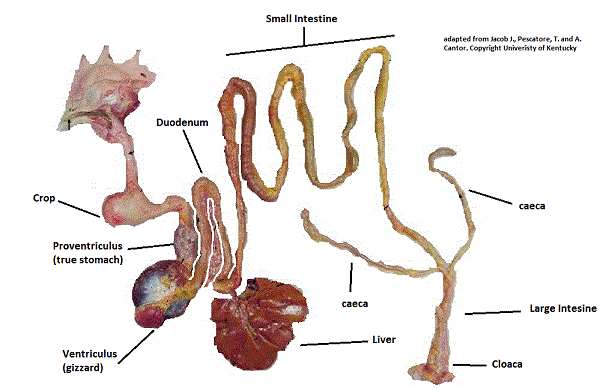 Small Intestine
adapted from Jacob J., Pescatore, T. and A.
Cantor. Copyright Univeristy of Kentucky
Duodenum
Crop
caeca
Proventriculus
(true stomach)
caeca
Large Intesine
Liver
Ventriculus
(gizzard)
Cloaca